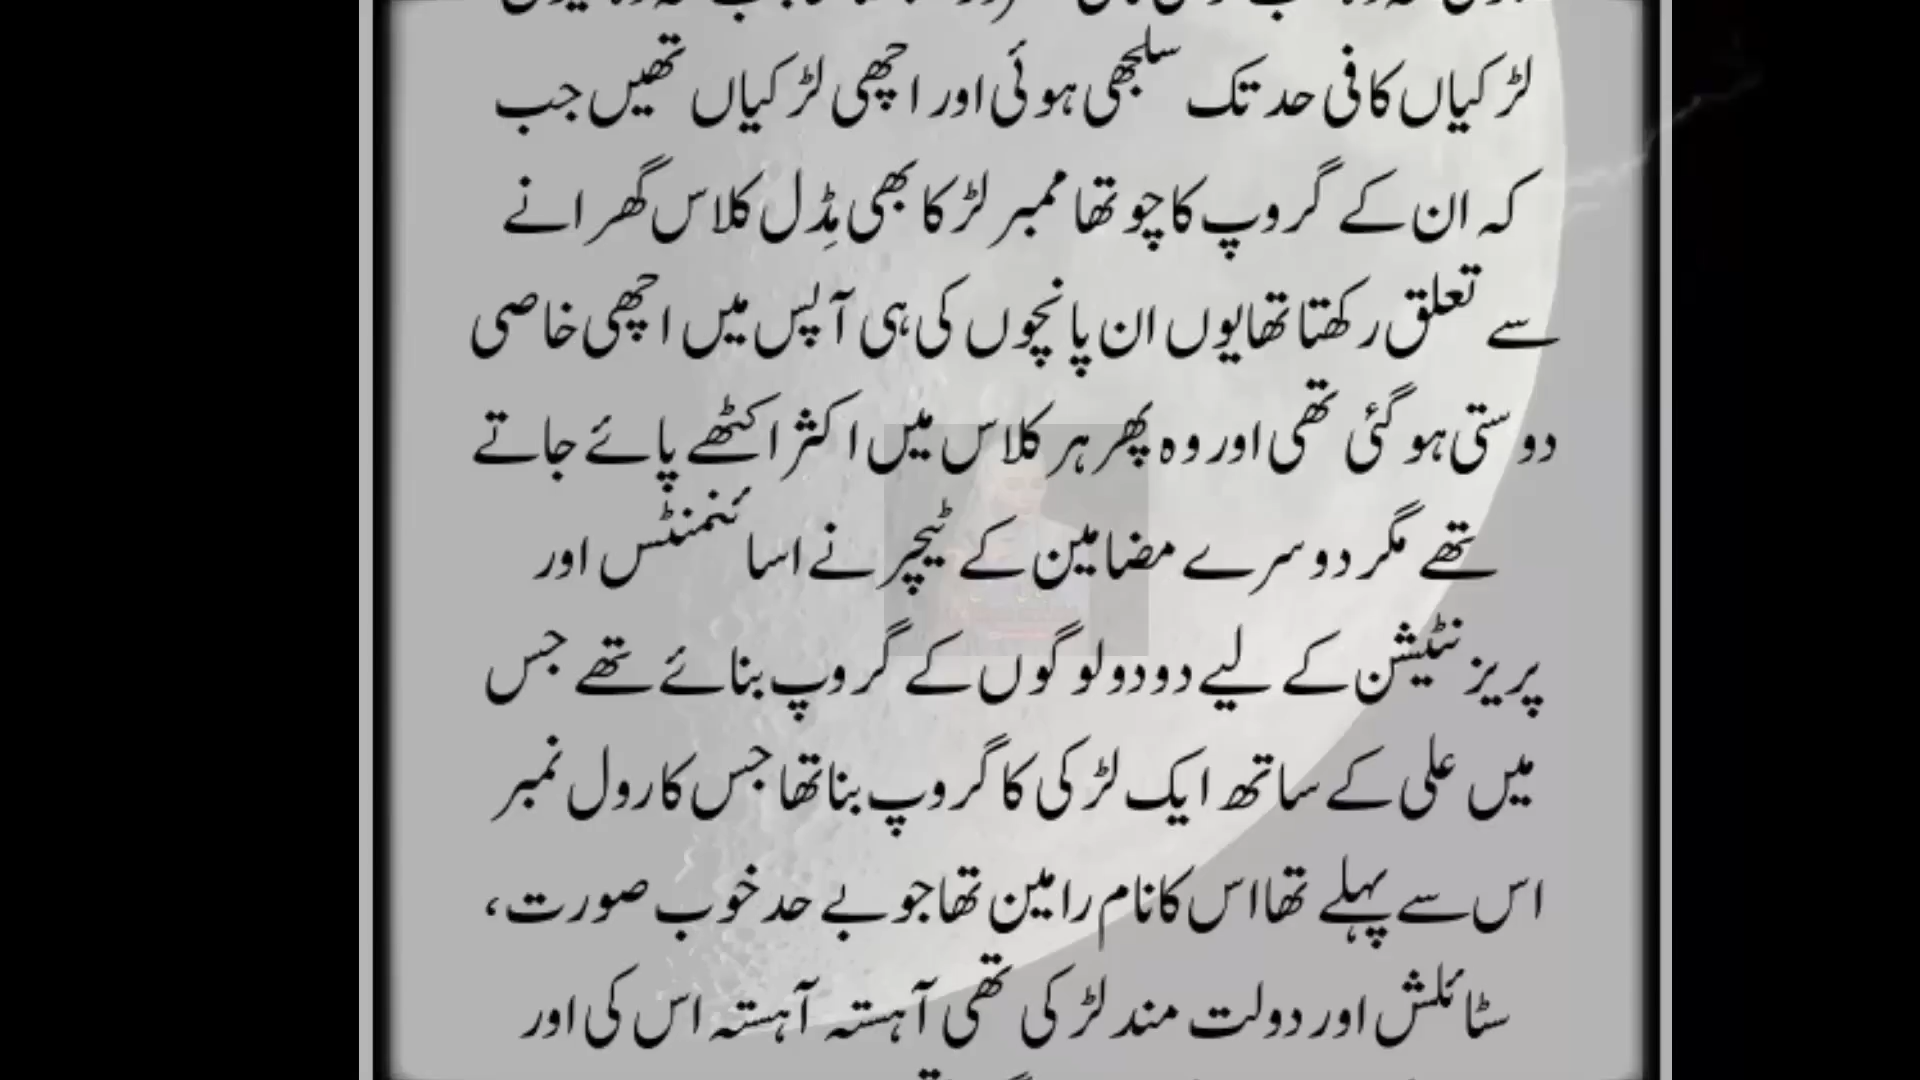 لڑکیاں کافی حد تک سلجھی ہوئی اور اچھی لڑکیاں تھیں جب
کہ ان کے گروپ کا چوتھا ممبر لڑکا بھی مِڈل کلاس گھرانے
سے تعلق رکھتا تھا یوں ان پانچوں کی ہی آپس میں اچھی خاصی
دوستی ہو گئی تھی اور وہ پھر ہر کلاس میں اکثر اکٹھے پائے جاتے
تھے مگر دوسرے مضامین کے ٹیچر نے اسائنمنٹس اور
پریزنٹیشن کے لیے دو دو لوگوں کے گروپ بنائے تھے جس
میں علی کے ساتھ ایک لڑکی کا گروپ بنا تھا جس کا رول نمبر
اس سے پہلے تھا اس کا نام رامین تھا جو بے حد خوب صورت،
سٹائلش اور دولت مند لڑکی تھی آہستہ آہستہ اس کی اور